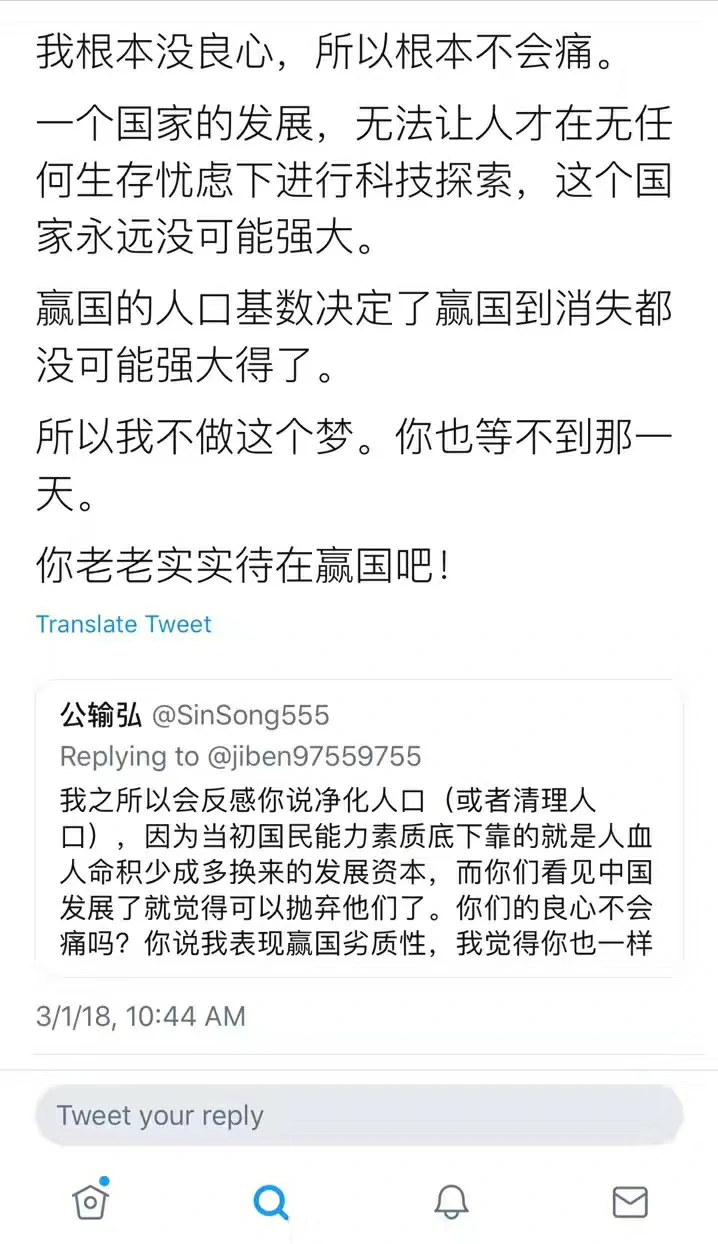 我根本没良心，所以根本不会痛。
一个国家的发展，无法让人才在无任
何生存忧虑下进行科技探索，这个国
家永远没可能强大。
赢国的人口基数决定了赢国到消失都
没可能强大得了。
所以我不做这个梦。你也等不到那一
天。
你老老实实待在赢国吧！
Translate Tweet
公输弘 @SinSong555
Replying to @jiben97559755
我之所以会反感你说净化人口（或者清理人
口），因为当初国民能力素质底下靠的就是人血
人命积少成多换来的发展资本，而你们看见中国
发展了就觉得可以抛弃他们了。你们的良心不会
痛吗？你说我表现赢国劣质性，我觉得你也一样
3/1/18, 10:44 AM
Tweet your reply